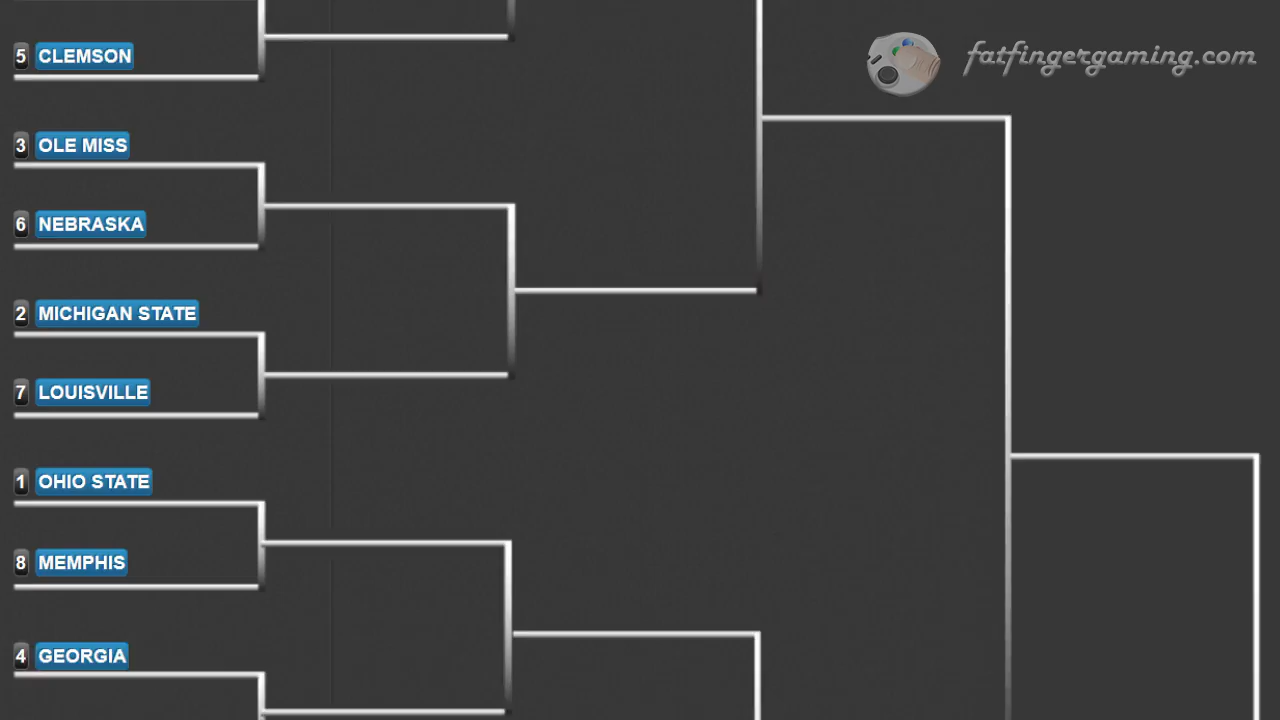 fatfingergaming.com
5 CLEMSON
3 OLE MISS
6 NEBRASKA
2 MICHIGAN STATE
7 LOUISVILLE
1 OHIO STATE
8 MEMPHIS
4 GEORGIA